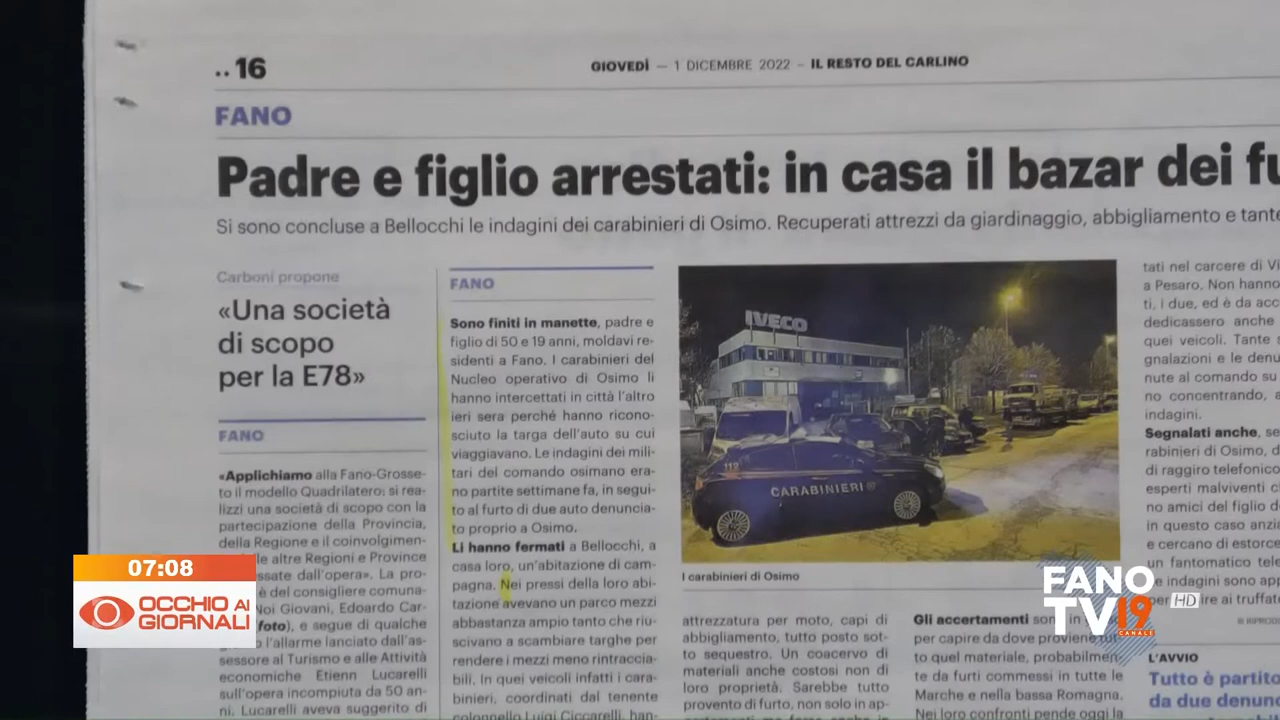 .. 16
GIOVEDÌ — 1 DICEMBRE 2022 – IL RESTO DEL CARLINO
FANO
Padre e figlio arrestati: in casa il bazar dei fu
Si sono concluse a Bellocchi le indagini dei carabinieri di Osimo. Recuperati attrezzi da giardinaggio, abbigliamento e tante
Carboni propone
«Una società
di scopo
per la E78»
FANO
«Applichiamo alla Fano-Grosse-
to il modello Quadrilatero: si rea-
lizzi una società di scopo con la
partecipazione della Provincia,
della Regione e il coinvolgimen-
le altre Regioni e Province
ssate dall'opera». La pro-
è del consigliere comuna-
Noi Giovani, Edoardo Car-
foto), e segue di qualche
l'allarme lanciato dall'as-
sessore al Turismo e alle Attività
economiche Etienn Lucarelli
sull'opera incompiuta da 50 an-
ni. Lucarelli aveva suggerito di
FANO
Sono finiti in manette, padre e
figlio di 50 e 19 anni, moldavi re-
sidenti a Fano. I carabinieri del
Nucleo operativo di Osimo li
hanno intercettati in città l'altro
ieri sera perché hanno ricono-
sciuto la targa dell'auto su cui
viaggiavano. Le indagini dei mili-
tari del comando osimano era-
no partite settimane fa, in segui-
to al furto di due auto denuncia-
to proprio a Osimo.
Li hanno fermati a Bellocchi, a
casa loro, un'abitazione di cam-
pagna. Nei pressi della loro abi-
tazione avevano un parco mezzi
abbastanza ampio tanto che riu-
scivano a scambiare targhe per
rendere i mezzi meno rintraccia-
bili. In quei veicoli infatti i cara-
binieri, coordinati dal tenente
colonnello Luigi Ciccarelli, han-
IVECO
112
CARABINIERI
I carabinieri di Osimo
attrezzatura per moto, capi di
abbigliamento, tutto posto sot-
to sequestro. Un coacervo di
materiali anche costosi non di
loro proprietà. Sarebbe tutto
provento di furto, non solo in ap-
Gli accertamenti sono in
per capire da dove proviene tut-
to quel materiale, probabilmen-
te da furti commessi in tutte le
Marche e nella bassa Romagna.
Nei loro confronti pende oggi la
tati nel carcere di Vi
a Pesaro. Non hanno
ti, i due, ed è da acc
dedicassero anche
quei veicoli. Tante s
gnalazioni e le denu
nute al comando su
no concentrando, a
indagini.
Segnalati anche, se
rabinieri di Osimo, d
di raggiro telefonico
esperti malviventi c
no amici del figlio d
in questo caso anzi
e cercano di estorce
un fantomatico tele
e indagini sono ap
per ire ai truffato
L'AVVIO
Tutto è partito
da due denun
07:08
OCCHIO AI
GIORNALI
FANO
TV19
CANALE
HD